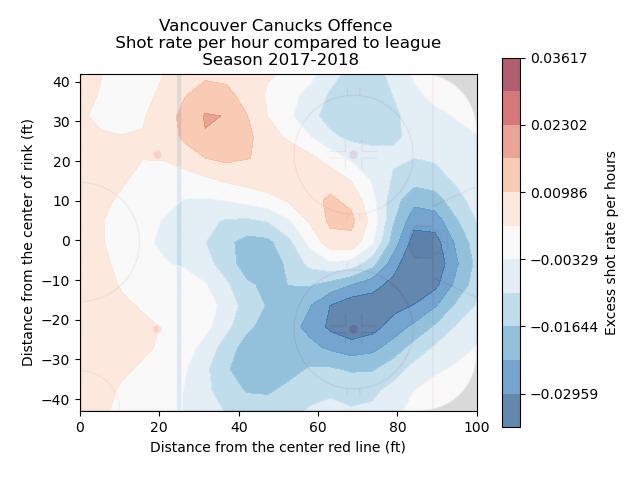 Vancouver Canucks Offence
Shot rate per hour compared to league
Season 2017-2018
40
30
20
10
0
−10
−20
−30
−40
Distance from the center of rink (ft)
0 20 40 60 80 100
Distance from the center red line (ft)
0.03617
0.02302
0.00986
−0.00329
−0.01644
−0.02959
Excess shot rate per hours